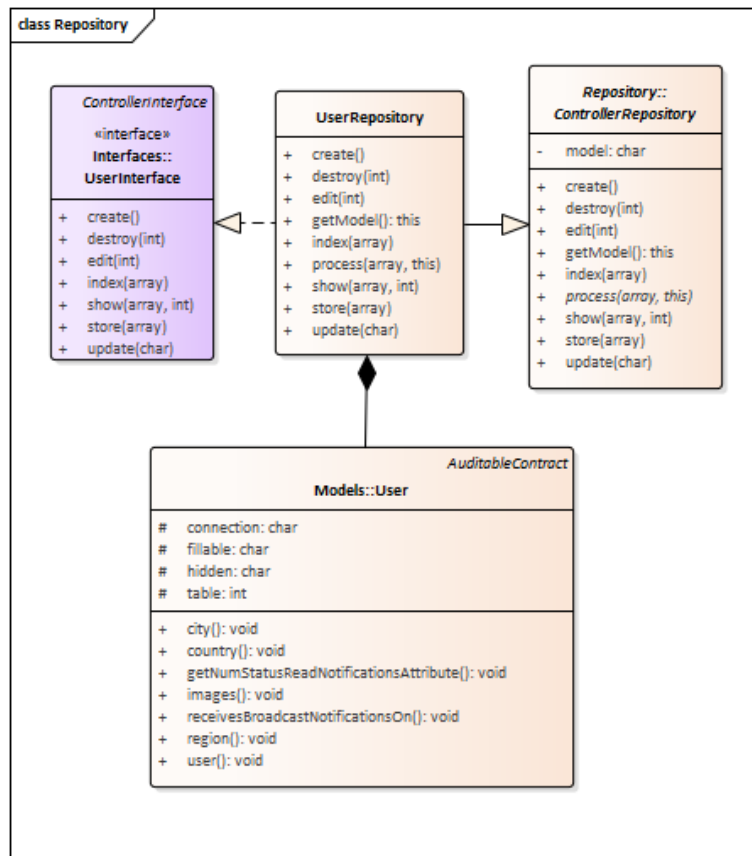 class Repository
ControllerInterface
«interface»
Interfaces::
UserInterface
+ create()
+ destroy(int)
+ edit(int)
+ index(array)
+ show(array, int)
+ store(array)
+ update(char)
UserRepository
+ create()
+ destroy(int)
+ edit(int)
+ getModel(): this
+ index(array)
+ process(array, this)
+ show(array, int)
+ store(array)
+ update(char)
Repository::
ControllerRepository
- model: char
+ create()
+ destroy(int)
+ edit(int)
+ getModel(): this
+ index(array)
+ process(array, this)
+ show(array, int)
+ store(array)
+ update(char)
AuditableContract
Models::User
# connection: char
# fillable: char
# hidden: char
# table: int
+ city(): void
+ country(): void
+ getNumStatusReadNotificationsAttribute(): void
+ images(): void
+ receivesBroadcastNotificationsOn(): void
+ region(): void
+ user(): void